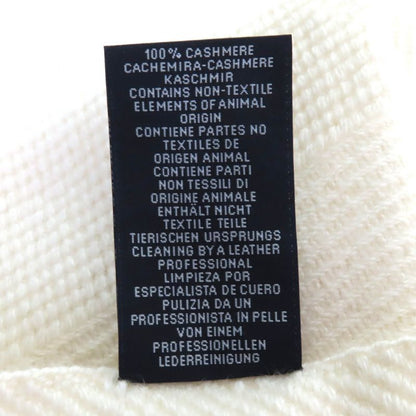 100% CASHMERE
CACHEMIRA-CASHMERE
KASCHMIR
CONTAINS NON-TEXTILE
ELEMENTS OF ANIMAL
ORIGIN
CONTIENE PARTES NO
TEXTILES DE
ORIGEN ANIMAL
CONTIENE PARTI
NON TESSILI DI
ORIGINE ANIMALE
ENTHÄLT NICHT
TEXTILE TEILE
TIERISCHEN URSPRUNGS
CLEANING BY A LEATHER
PROFESSIONAL
LIMPIEZA POR
ESPECIALISTA DE CUERO
PULIZIA DA UN
PROFESSIONISTA IN PELLE
VON EINEM
PROFESSIONELLEN
LEDERREINIGUNG